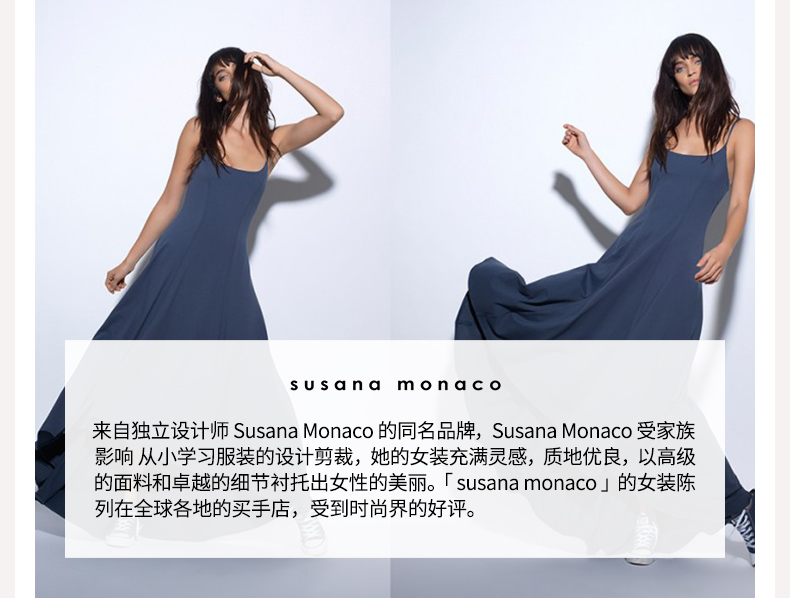 susana monaco
来自独立设计师 Susana Monaco 的同名品牌，Susana Monaco 受家族
影响 从小学习服装的设计剪裁，她的女装充满灵感，质地优良，以高级
的面料和卓越的细节衬托出女性的美丽。「 susana monaco 」的女装陈
列在全球各地的买手店，受到时尚界的好评。